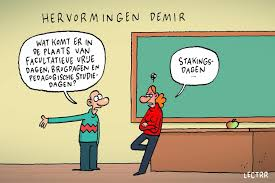 HERVORMINGEN DEMIR
WAT KOMT ER IN
DE PLAATS VAN
FACULTATIEVE VRIJE
DAGEN, BRUGDAGEN EN
PEDAGOGISCHE STUDIE-
DAGEN?
STAKINGS-
DAGEN...
LECTRR